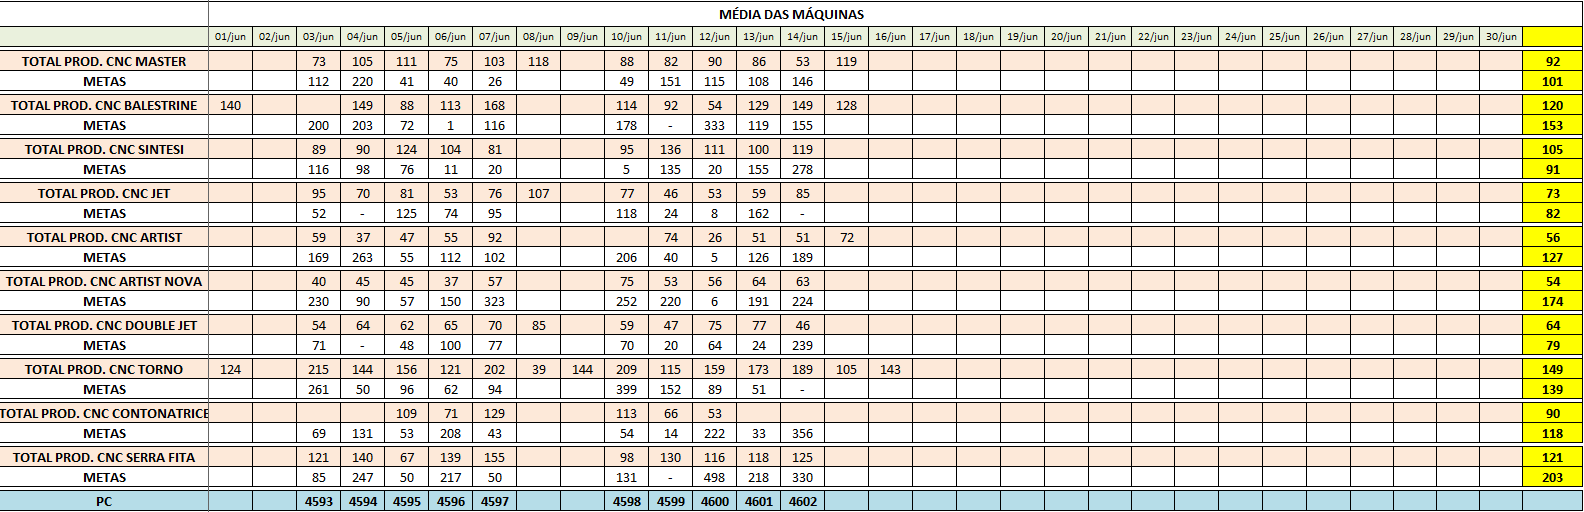 MÉDIA DAS MÁQUINAS
01/jun 02/jun 03/jun 04/jun 05/jun 06/jun 07/jun 08/jun 09/jun 10/jun 11/jun 12/jun 13/jun 14/jun 15/jun 16/jun 17/jun 18/jun 19/jun 20/jun 21/jun 22/jun 23/jun 24/jun 25/jun 26/jun 27/jun 28/jun 29/jun 30/jun
TOTAL PROD. CNC MASTER 73 105 111 75 103 118 88 82 90 86 53 119 92
METAS 112 220 41 40 26 49 151 115 108 146 101
TOTAL PROD. CNC BALESTRINE 140 149 88 113 168 114 92 54 129 149 128 120
METAS 200 203 72 1 116 178 - 333 119 155 153
TOTAL PROD. CNC SINTESI 89 90 124 104 81 95 136 111 100 119 105
METAS 116 98 76 11 20 5 135 20 155 278 91
TOTAL PROD. CNC JET 95 70 81 53 76 107 77 46 53 59 85 73
METAS 52 - 125 74 95 118 24 8 162 - 82
TOTAL PROD. CNC ARTIST 59 37 47 55 92 74 26 51 51 72 56
METAS 169 263 55 112 102 206 40 5 126 189 127
TOTAL PROD. CNC ARTIST NOVA 40 45 45 37 57 75 53 56 64 63 54
METAS 230 90 57 150 323 252 220 6 191 224 174
TOTAL PROD. CNC DOUBLE JET 54 64 62 65 70 85 59 47 75 77 46 64
METAS 71 - 48 100 77 70 20 64 24 239 79
TOTAL PROD. CNC TORNO 124 215 144 156 121 202 39 144 209 115 159 173 189 105 143 149
METAS 261 50 96 62 94 399 152 89 51 - 139
TOTAL PROD. CNC CONTONATRICE 109 71 129 113 66 53 90
METAS 69 131 53 208 43 54 14 222 33 356 118
TOTAL PROD. CNC SERRA FITA 121 140 67 139 155 98 130 116 118 125 121
METAS 85 247 50 217 50 131 - 498 218 330 203
PC 4593 4594 4595 4596 4597 4598 4599 4600 4601 4602